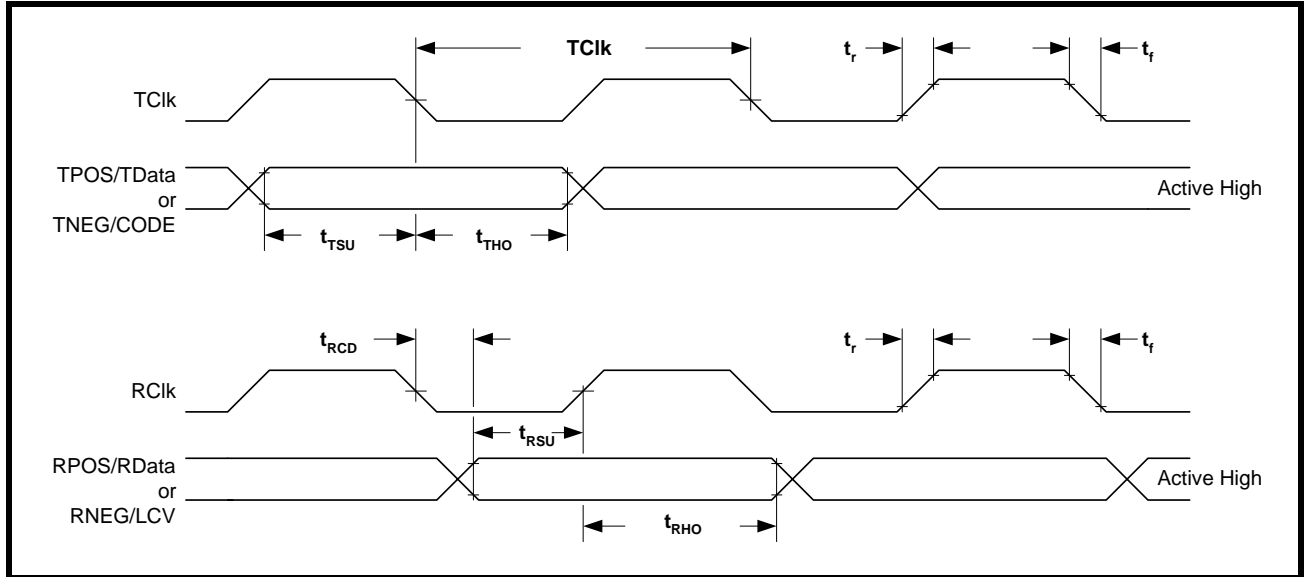 TClk
t_r
t_f
TClk
TPOS/TData
or
TNEG/CODE
Active High
t_TSU
t_THO
t_RCD
t_r
t_f
RClk
t_RSU
RPOS/RData
or
RNEG/LCV
Active High
t_RHO